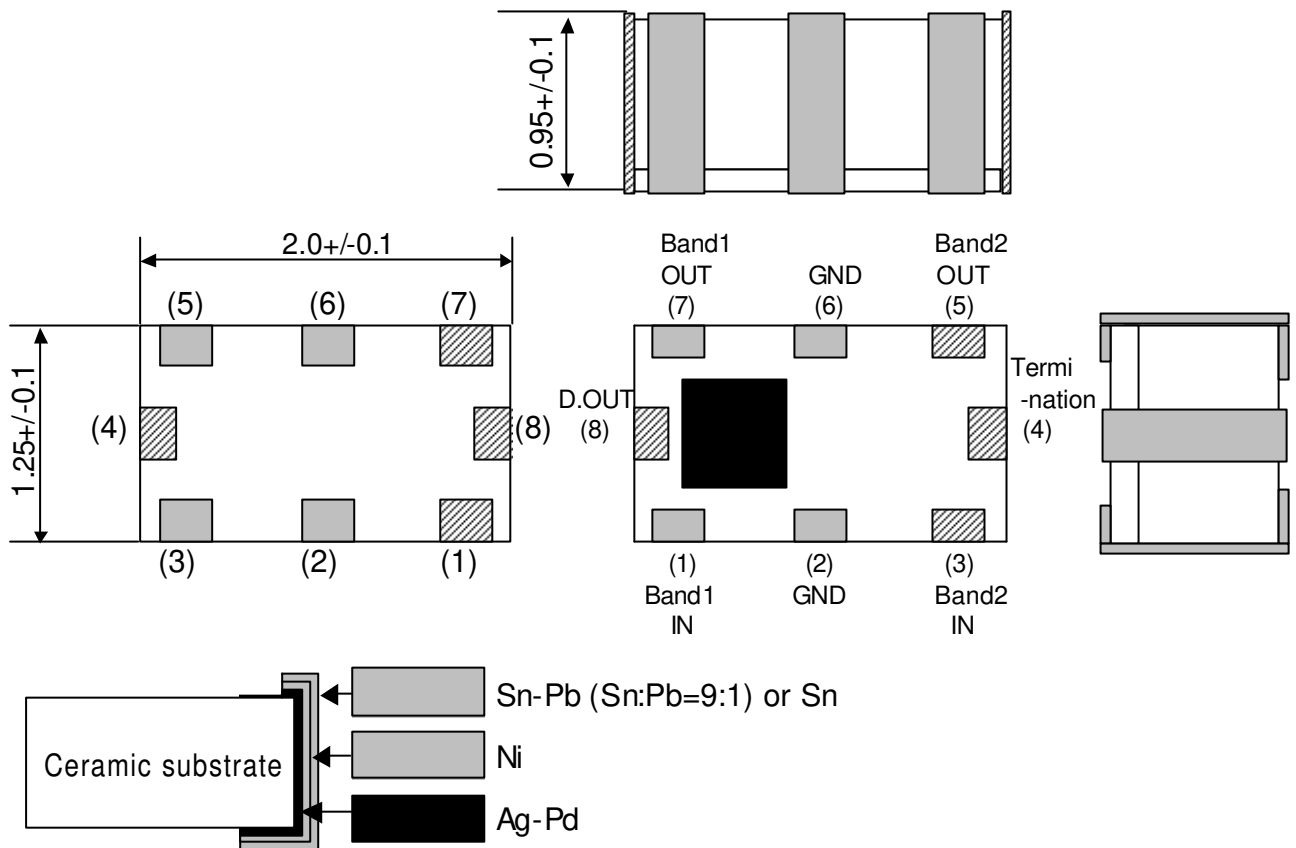 0.95+/-0.1
2.0+/-0.1
(5) (6) (7)
1.25+/-0.1
(4)
(8)
(3) (2) (1)
Band1
OUT
(7)
GND
(6)
Band2
OUT
(5)
D.OUT
(8)
Termi
-nation
(4)
(1)
Band1
IN
(2)
GND
(3)
Band2
IN
Ceramic substrate
Sn-Pb (Sn:Pb=9:1) or Sn
Ni
Ag-Pd